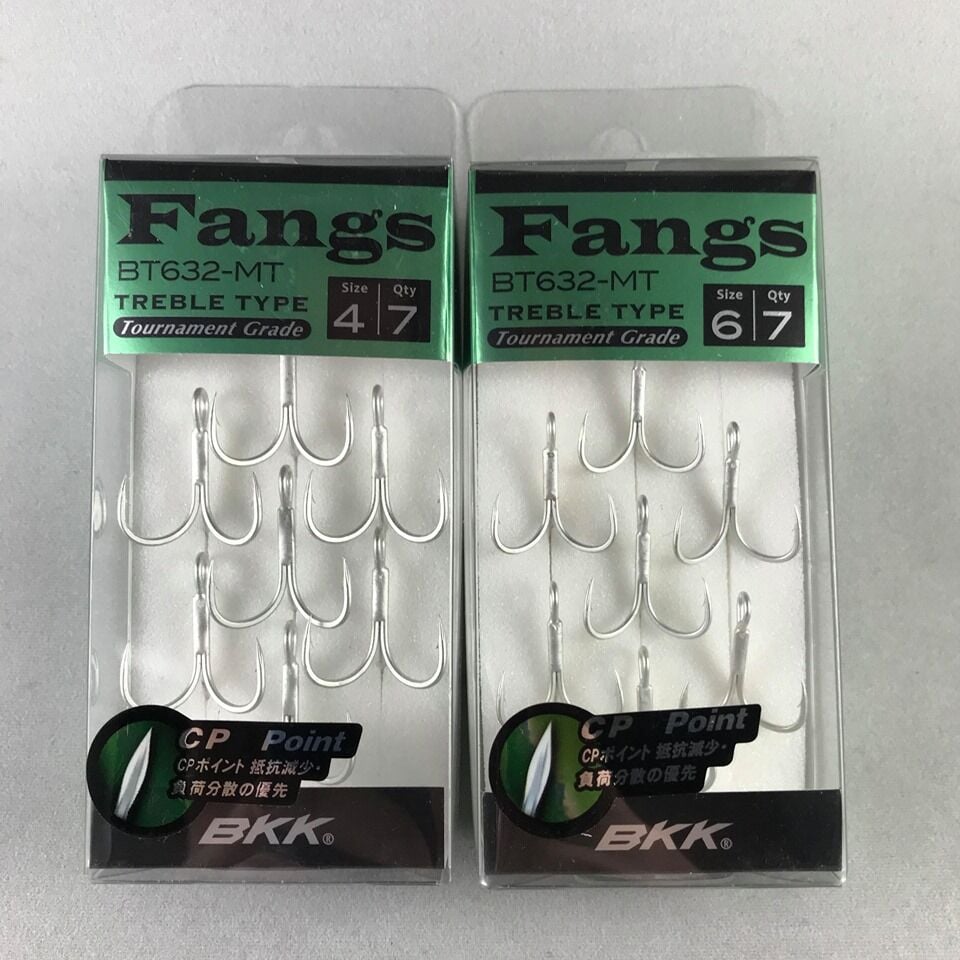 Fangs
BT632-MT
TREBLE TYPE
Tournament Grade
Size Qty
4 7
CP Point
CPポイント 抵抗減少・
負荷分散の優先
BKK®
Fangs
BT632-MT
TREBLE TYPE
Tournament Grade
Size Qty
6 7
CP Point
CPポイント 抵抗減少・
負荷分散の優先
BKK®